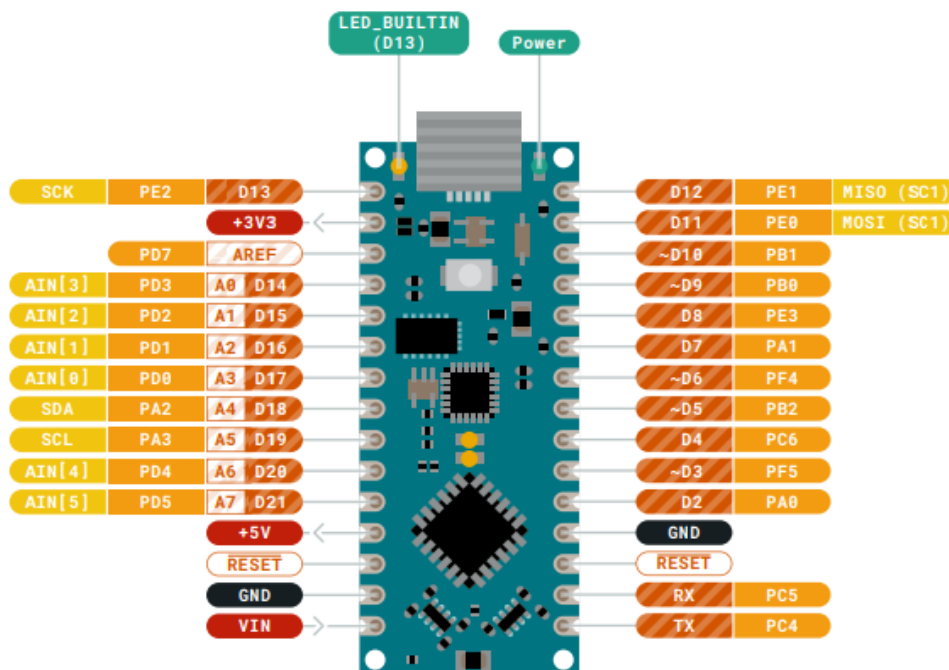 LED_BUILTIN
(D13)
Power
SCK PE2 D13
+3V3
PD7 AREF
AIN[3] PD3 A0 D14
AIN[2] PD2 A1 D15
AIN[1] PD1 A2 D16
AIN[0] PD0 A3 D17
SDA PA2 A4 D18
SCL PA3 A5 D19
AIN[4] PD4 A6 D20
AIN[5] PD5 A7 D21
+5V
RESET
GND
VIN
D12 PE1 MISO (SC1)
D11 PE0 MOSI (SC1)
~D10 PB1
~D9 PB0
D8 PE3
D7 PA1
~D6 PF4
~D5 PB2
D4 PC6
~D3 PF5
D2 PA0
GND
RESET
RX PC5
TX PC4